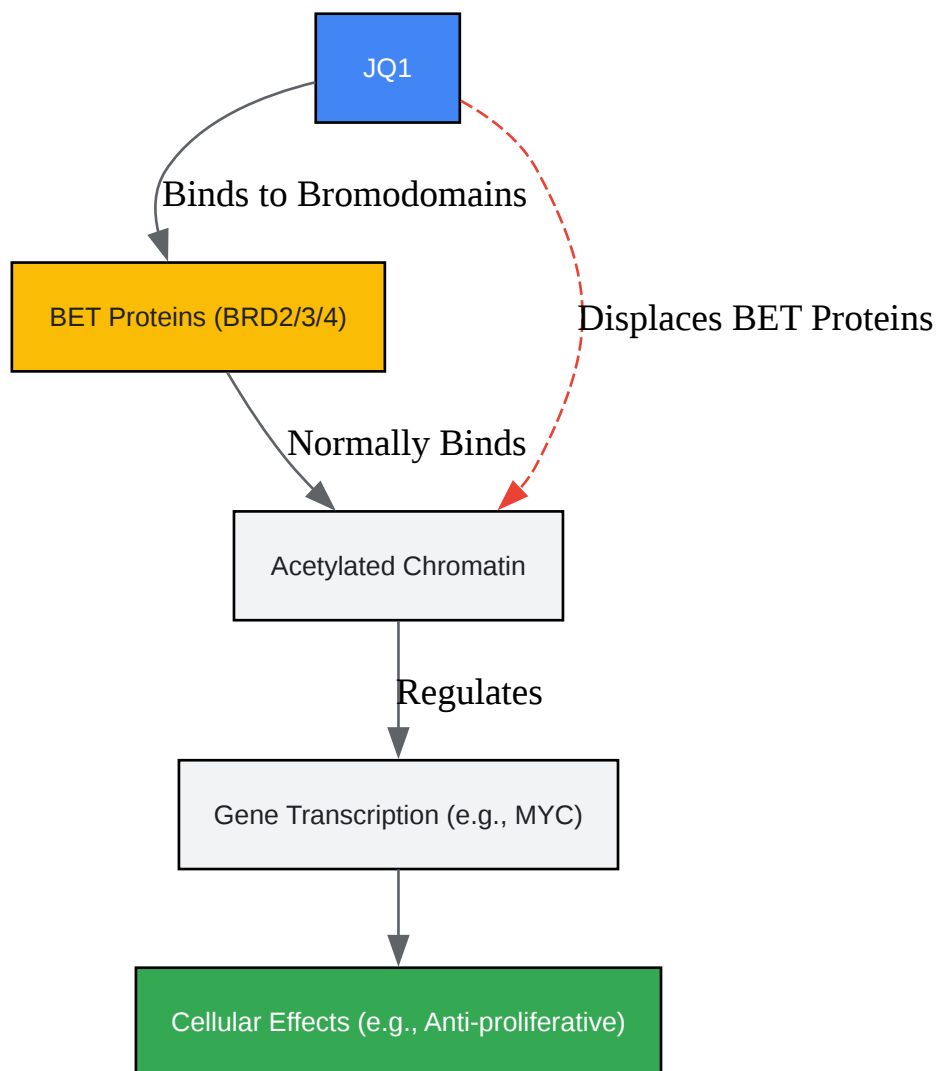 JQ1
Binds to Bromodomains
BET Proteins (BRD2/3/4)
Displaces BET Proteins
Normally Binds
Acetylated Chromatin
Regulates
Gene Transcription (e.g., MYC)
Cellular Effects (e.g., Anti-proliferative)